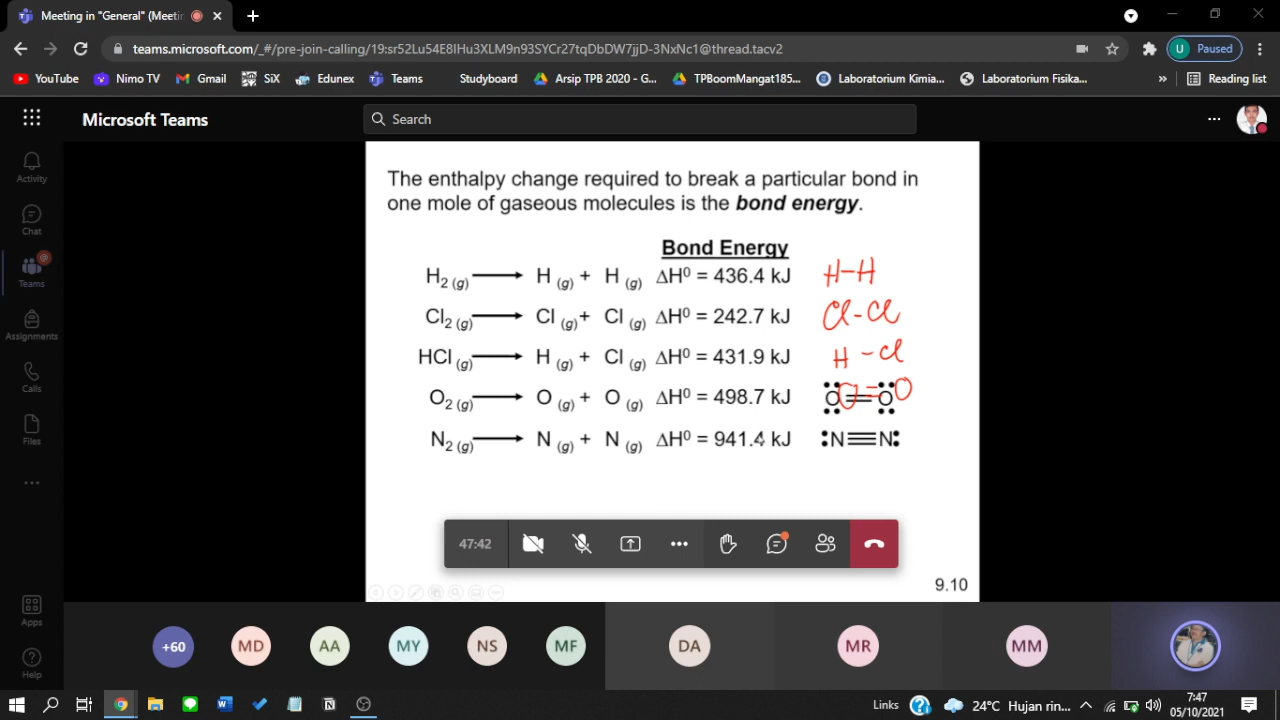 Meeting in "General" (Meetin
teams.microsoft.com/_#/pre-join-calling/19:sr52Lu54E8IHu3XLM9n93SYCr27tqDbDW7jjD-3NxNc1@thread.tacv2
U Paused
YouTube Nimo TV Gmail SIX Edunex Teams Studyboard Arsip TPB 2020 - G... TPBcomMangat185... Laboratorium Kimia... Laboratorium Fisika... » Reading list
Microsoft Teams
Search
Activity
Chat
Teams
Assignments
Calls
Files
Apps
Help
The enthalpy change required to break a particular bond in
one mole of gaseous molecules is the bond energy.
Bond Energy
H₂ (g) ⟶ H (g) + H (g) ΔH⁰ = 436.4 kJ H-H
Cl₂ (g) ⟶ Cl (g) + Cl (g) ΔH⁰ = 242.7 kJ Cl-Cl
HCl (g) ⟶ H (g) + Cl (g) ΔH⁰ = 431.9 kJ H-Cl
O₂ (g) ⟶ O (g) + O (g) ΔH⁰ = 498.7 kJ O=O O=O
N₂ (g) ⟶ N (g) + N (g) ΔH⁰ = 941.4 kJ :N≡N:
47:42
9.10
+60 MD AA MY NS MF DA MR MM
Links 24°C Hujan rin... 7:47
05/10/2021